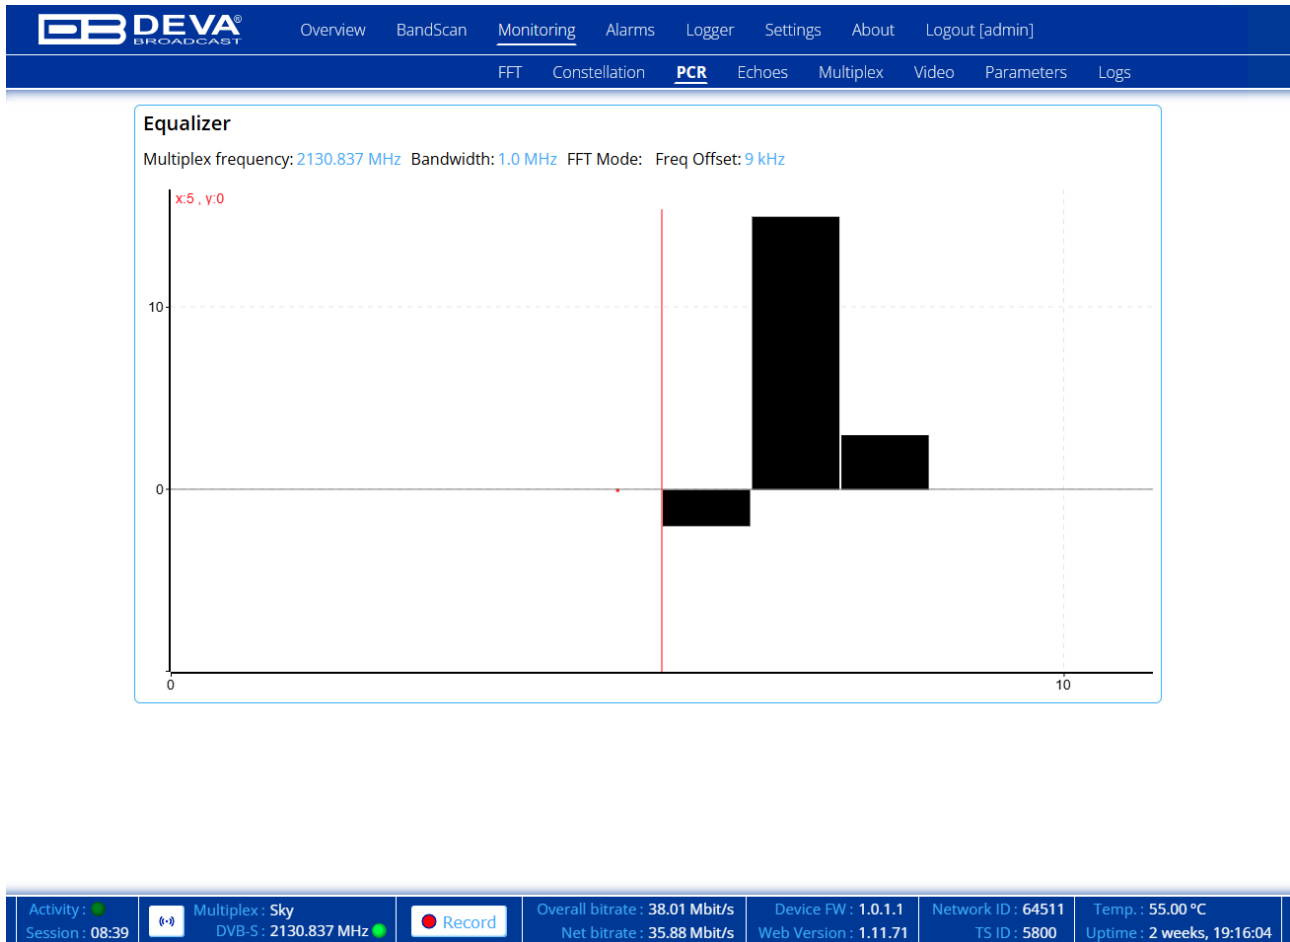 DEVA®
BROADCAST
Overview BandScan Monitoring Alarms Logger Settings About Logout [admin]
FFT Constellation PCR Echoes Multiplex Video Parameters Logs
Equalizer
Multiplex frequency: 2130.837 MHz Bandwidth: 1.0 MHz FFT Mode: Freq Offset: 9 kHz
x:5 , y:0
10
0
0 10
Activity : Multiplex : Sky Record Overall bitrate : 38.01 Mbit/s Device FW : 1.0.1.1 Network ID : 64511 Temp. : 55.00 °C
Session : 08:39 DVB-S : 2130.837 MHz Net bitrate : 35.88 Mbit/s Web Version : 1.11.71 TS ID : 5800 Uptime : 2 weeks, 19:16:04